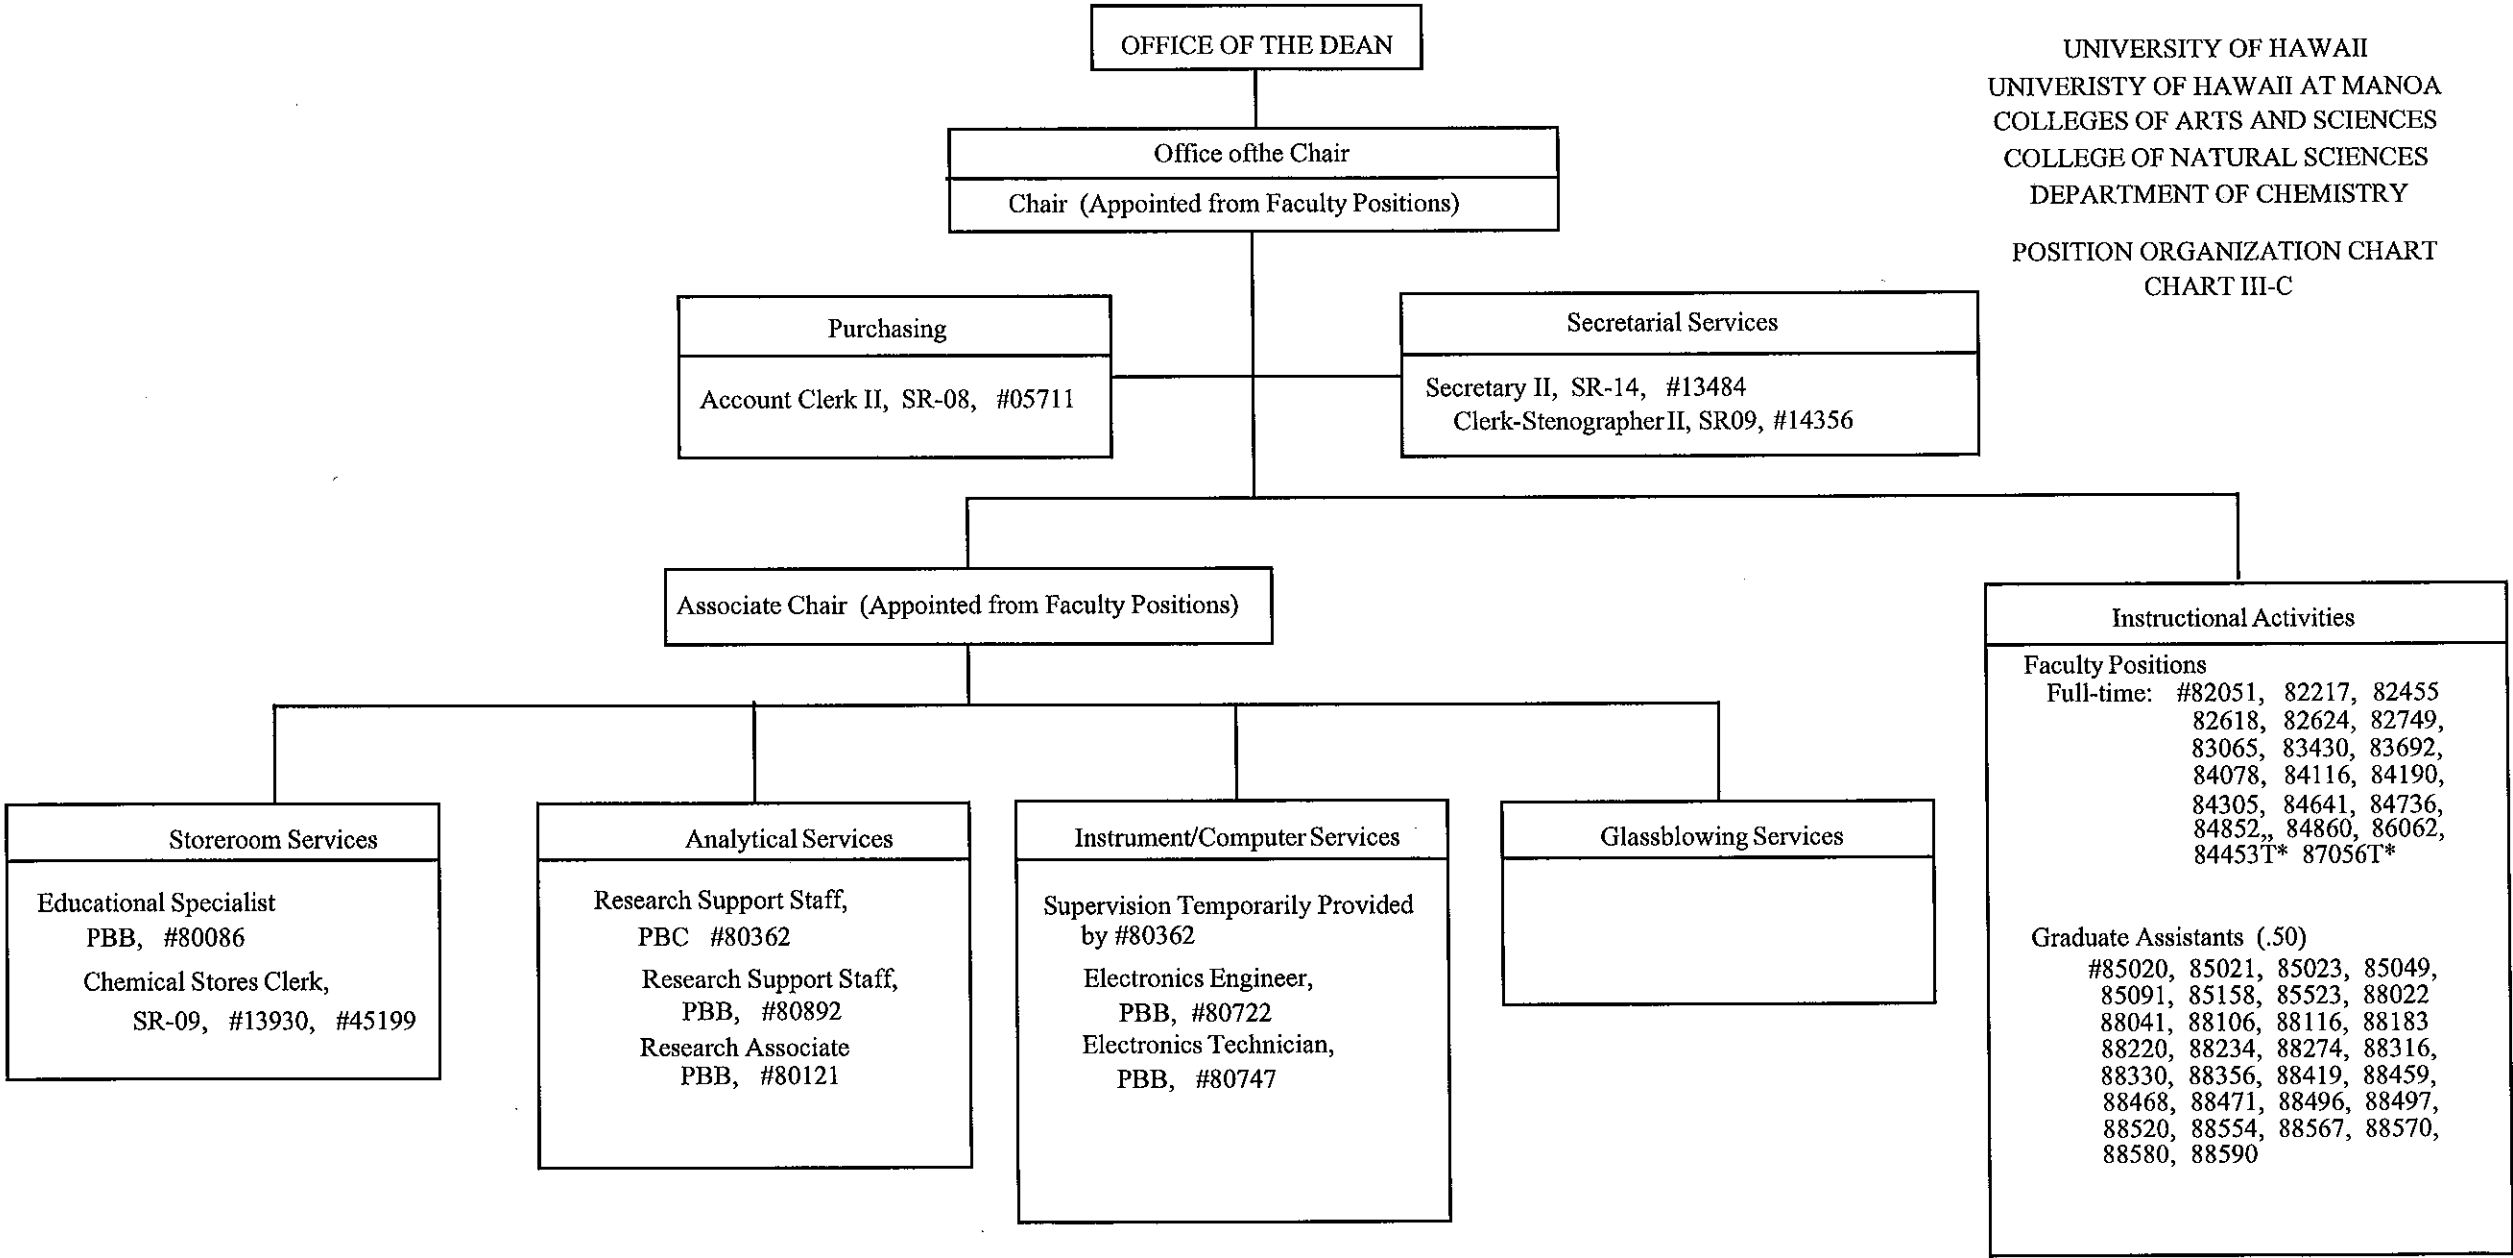 OFFICE OF THE DEAN
UNIVERSITY OF HAWAII
UNIVERISTY OF HAWAII AT MANOA
COLLEGES OF ARTS AND SCIENCES
COLLEGE OF NATURAL SCIENCES
DEPARTMENT OF CHEMISTRY
POSITION ORGANIZATION CHART
CHART III-C
Office ofthe Chair
Chair (Appointed from Faculty Positions)
Purchasing
Account Clerk II, SR-08, #05711
Secretarial Services
Secretary II, SR-14, #13484
Clerk-Stenographer II, SR09, #14356
Associate Chair (Appointed from Faculty Positions)
Storeroom Services
Educational Specialist
PBB, #80086
Chemical Stores Clerk,
SR-09, #13930, #45199
Analytical Services
Research Support Staff,
PBC #80362
Research Support Staff,
PBB, #80892
Research Associate
PBB, #80121
Instrument/Computer Services
Supervision Temporarily Provided
by #80362
Electronics Engineer,
PBB, #80722
Electronics Technician,
PBB, #80747
Glassblowing Services
Instructional Activities
Faculty Positions
Full-time: #82051, 82217, 82455
82618, 82624, 82749,
83065, 83430, 83692,
84078, 84116, 84190,
84305, 84641, 84736,
84852,, 84860, 86062,
84453T* 87056T*
Graduate Assistants (.50)
#85020, 85021, 85023, 85049,
85091, 85158, 85523, 88022
88041, 88106, 88116, 88183
88220, 88234, 88274, 88316,
88330, 88356, 88419, 88459,
88468, 88471, 88496, 88497,
88520, 88554, 88567, 88570,
88580, 88590